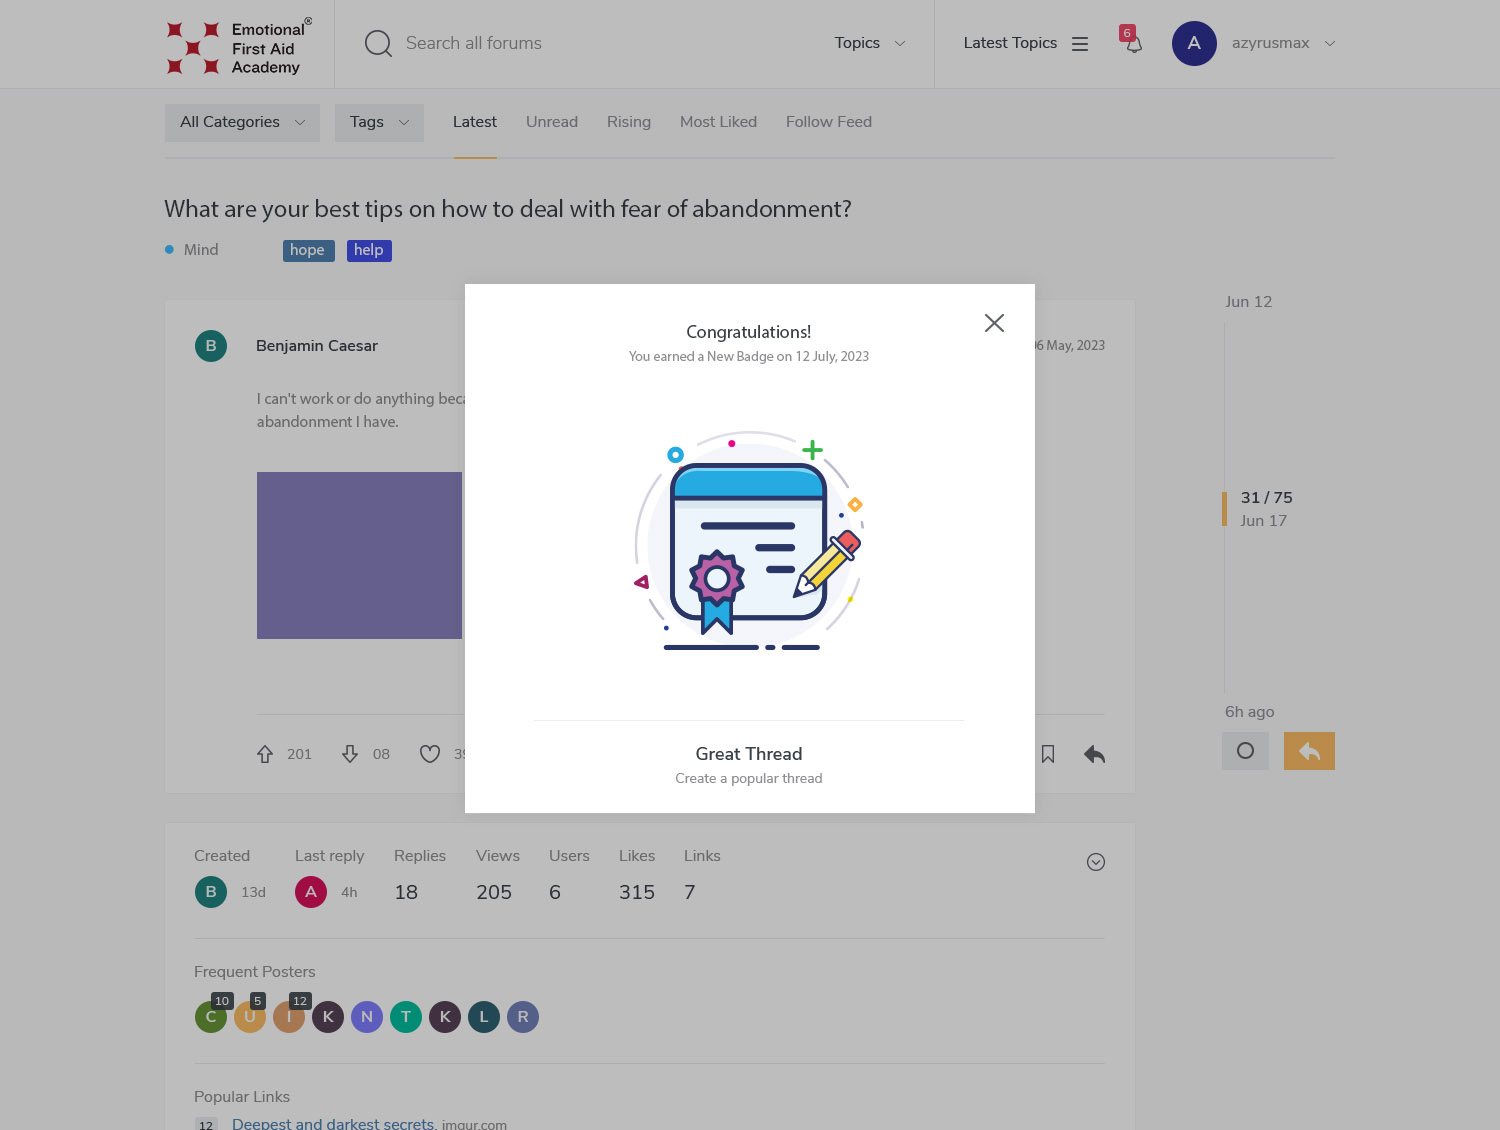 Emotional®
First Aid
Academy
Search all forums
Topics
Latest Topics
6
A
azyrusmax
All Categories
Tags
Latest
Unread
Rising
Most Liked
Follow Feed
What are your best tips on how to deal with fear of abandonment?
Mind
hope
help
B
Benjamin Caesar
6 May, 2023
I can't work or do anything beca
abandonment I have.
Congratulations!
You earned a New Badge on 12 July, 2023
Great Thread
Create a popular thread
201
08
Jun 12
31 / 75
Jun 17
6h ago
Created
Last reply
Replies
Views
Users
Likes
Links
B
13d
A
4h
18
205
6
315
7
Frequent Posters
10
5
12
C
U
I
K
N
T
K
L
R
Popular Links
12
Deepest and darkest secrets. imgur.com